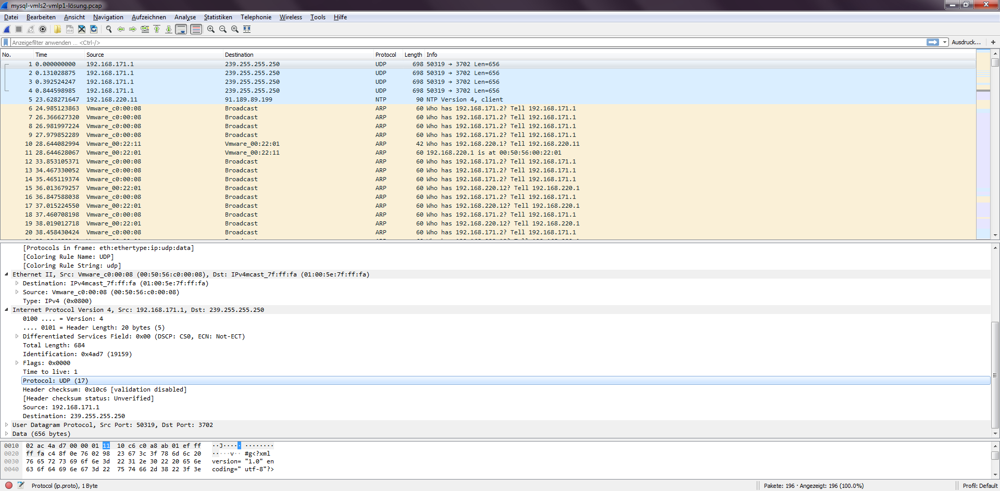 mysql-vmls2-vmlp1-lösung.pcap
Datei Bearbeiten Ansicht Navigation Aufzeichnen Analyse Statistiken Telephonie Wireless Tools Hilfe
Anzeigefilter anwenden ... <Ctrl-/> Ausdruck... +
No. Time Source Destination Protocol Length Info
1 0.000000000 192.168.171.1 239.255.255.250 UDP 698 50319 → 3702 Len=656
2 0.131028875 192.168.171.1 239.255.255.250 UDP 698 50319 → 3702 Len=656
3 0.392524247 192.168.171.1 239.255.255.250 UDP 698 50319 → 3702 Len=656
4 0.844598985 192.168.171.1 239.255.255.250 UDP 698 50319 → 3702 Len=656
5 23.628271647 192.168.220.11 91.189.89.199 NTP 90 NTP Version 4, client
6 24.985123863 Vmware_c0:00:08 Broadcast ARP 60 Who has 192.168.171.2? Tell 192.168.171.1
7 26.366627320 Vmware_c0:00:08 Broadcast ARP 60 Who has 192.168.171.2? Tell 192.168.171.1
8 26.981997224 Vmware_c0:00:08 Broadcast ARP 60 Who has 192.168.171.2? Tell 192.168.171.1
9 27.979852289 Vmware_c0:00:08 Broadcast ARP 60 Who has 192.168.171.2? Tell 192.168.171.1
10 28.644082994 Vmware_00:22:11 Vmware_00:22:01 ARP 42 Who has 192.168.220.1? Tell 192.168.220.11
11 28.644628067 Vmware_00:22:01 Vmware_00:22:11 ARP 60 192.168.220.1 is at 00:50:56:00:22:01
12 33.853105371 Vmware_c0:00:08 Broadcast ARP 60 Who has 192.168.171.2? Tell 192.168.171.1
13 34.467330052 Vmware_c0:00:08 Broadcast ARP 60 Who has 192.168.171.2? Tell 192.168.171.1
14 35.465119374 Vmware_c0:00:08 Broadcast ARP 60 Who has 192.168.171.2? Tell 192.168.171.1
15 36.013679257 Vmware_00:22:01 Broadcast ARP 60 Who has 192.168.220.12? Tell 192.168.220.1
16 36.847588038 Vmware_c0:00:08 Broadcast ARP 60 Who has 192.168.171.2? Tell 192.168.171.1
17 37.015224550 Vmware_00:22:01 Broadcast ARP 60 Who has 192.168.220.12? Tell 192.168.220.1
18 37.460708198 Vmware_c0:00:08 Broadcast ARP 60 Who has 192.168.171.2? Tell 192.168.171.1
19 38.019012718 Vmware_00:22:01 Broadcast ARP 60 Who has 192.168.220.12? Tell 192.168.220.1
20 38.458430424 Vmware_c0:00:08 Broadcast ARP 60 Who has 192.168.171.2? Tell 192.168.171.1
[Protocols in frame: eth:ethertype:ip:udp:data]
[Coloring Rule Name: UDP]
[Coloring Rule String: udp]
Ethernet II, Src: Vmware_c0:00:08 (00:50:56:c0:00:08), Dst: IPv4mcast_7f:ff:fa (01:00:5e:7f:ff:fa)
Destination: IPv4mcast_7f:ff:fa (01:00:5e:7f:ff:fa)
Source: Vmware_c0:00:08 (00:50:56:c0:00:08)
Type: IPv4 (0x0800)
Internet Protocol Version 4, Src: 192.168.171.1, Dst: 239.255.255.250
0100 .... = Version: 4
.... 0101 = Header Length: 20 bytes (5)
Differentiated Services Field: 0x00 (DSCP: CS0, ECN: Not-ECT)
Total Length: 684
Identification: 0x4ad7 (19159)
Flags: 0x0000
Time to live: 1
Protocol: UDP (17)
Header checksum: 0x10c6 [validation disabled]
[Header checksum status: Unverified]
Source: 192.168.171.1
Destination: 239.255.255.250
User Datagram Protocol, Src Port: 50319, Dst Port: 3702
Data (656 bytes)
0010 02 ac 4a d7 00 00 01 11 10 c6 c0 a8 ab 01 ef ff ··J····· ········
0020 ff fa c4 8f 0e 76 02 98 23 67 3c 3f 78 6d 6c 20 ·····v·· #g<?xml
0030 76 65 72 73 69 6f 6e 3d 22 31 2e 30 22 20 65 6e version= "1.0" en
0040 63 6f 64 69 6e 67 3d 22 75 74 66 2d 38 22 3f 3e coding=" utf-8"?>
Protocol (ip.proto), 1 Byte Pakete: 196 · Angezeigt: 196 (100.0%) Profil: Default